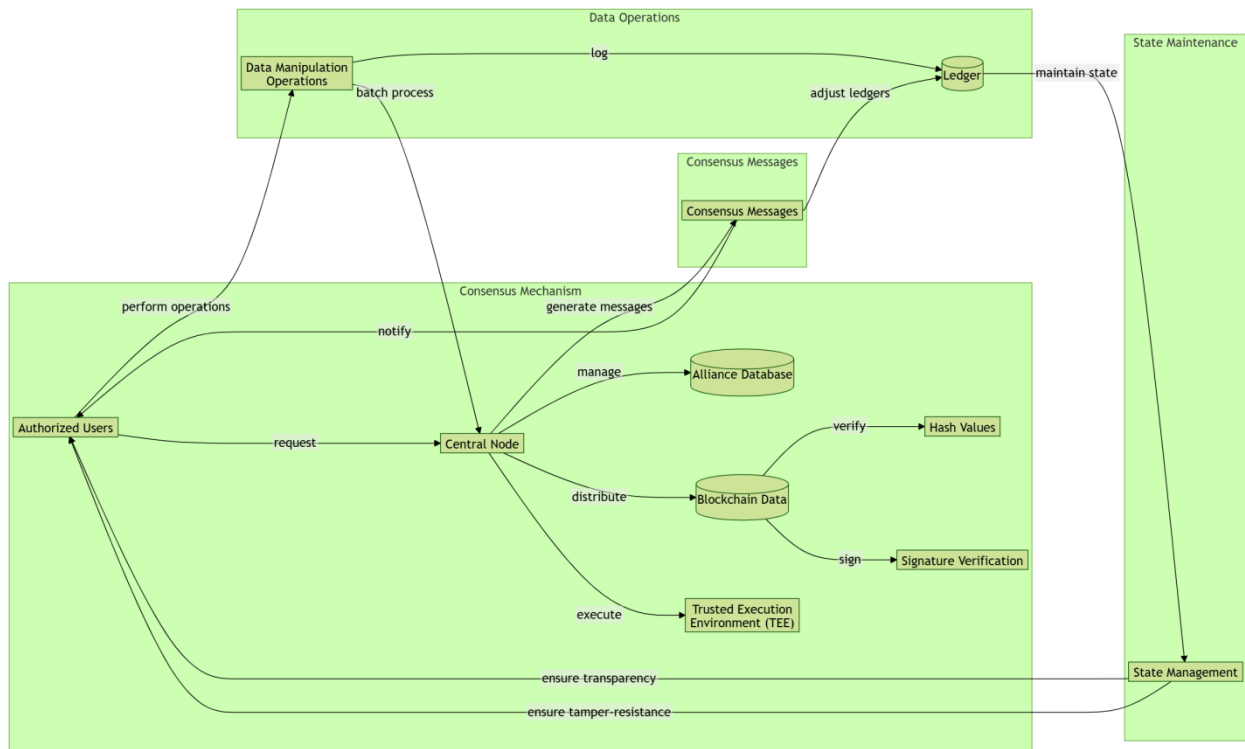 Data Operations
State Maintenance
Data Manipulation
Operations
log
Ledger
maintain state
batch process
adjust ledgers
Consensus Messages
Consensus Messages
Consensus Mechanism
perform operations
generate messages
notify
manage
Alliance Database
Authorized Users
request
Central Node
verify
Hash Values
distribute
Blockchain Data
sign
Signature Verification
execute
Trusted Execution
Environment (TEE)
ensure transparency
State Management
ensure tamper-resistance